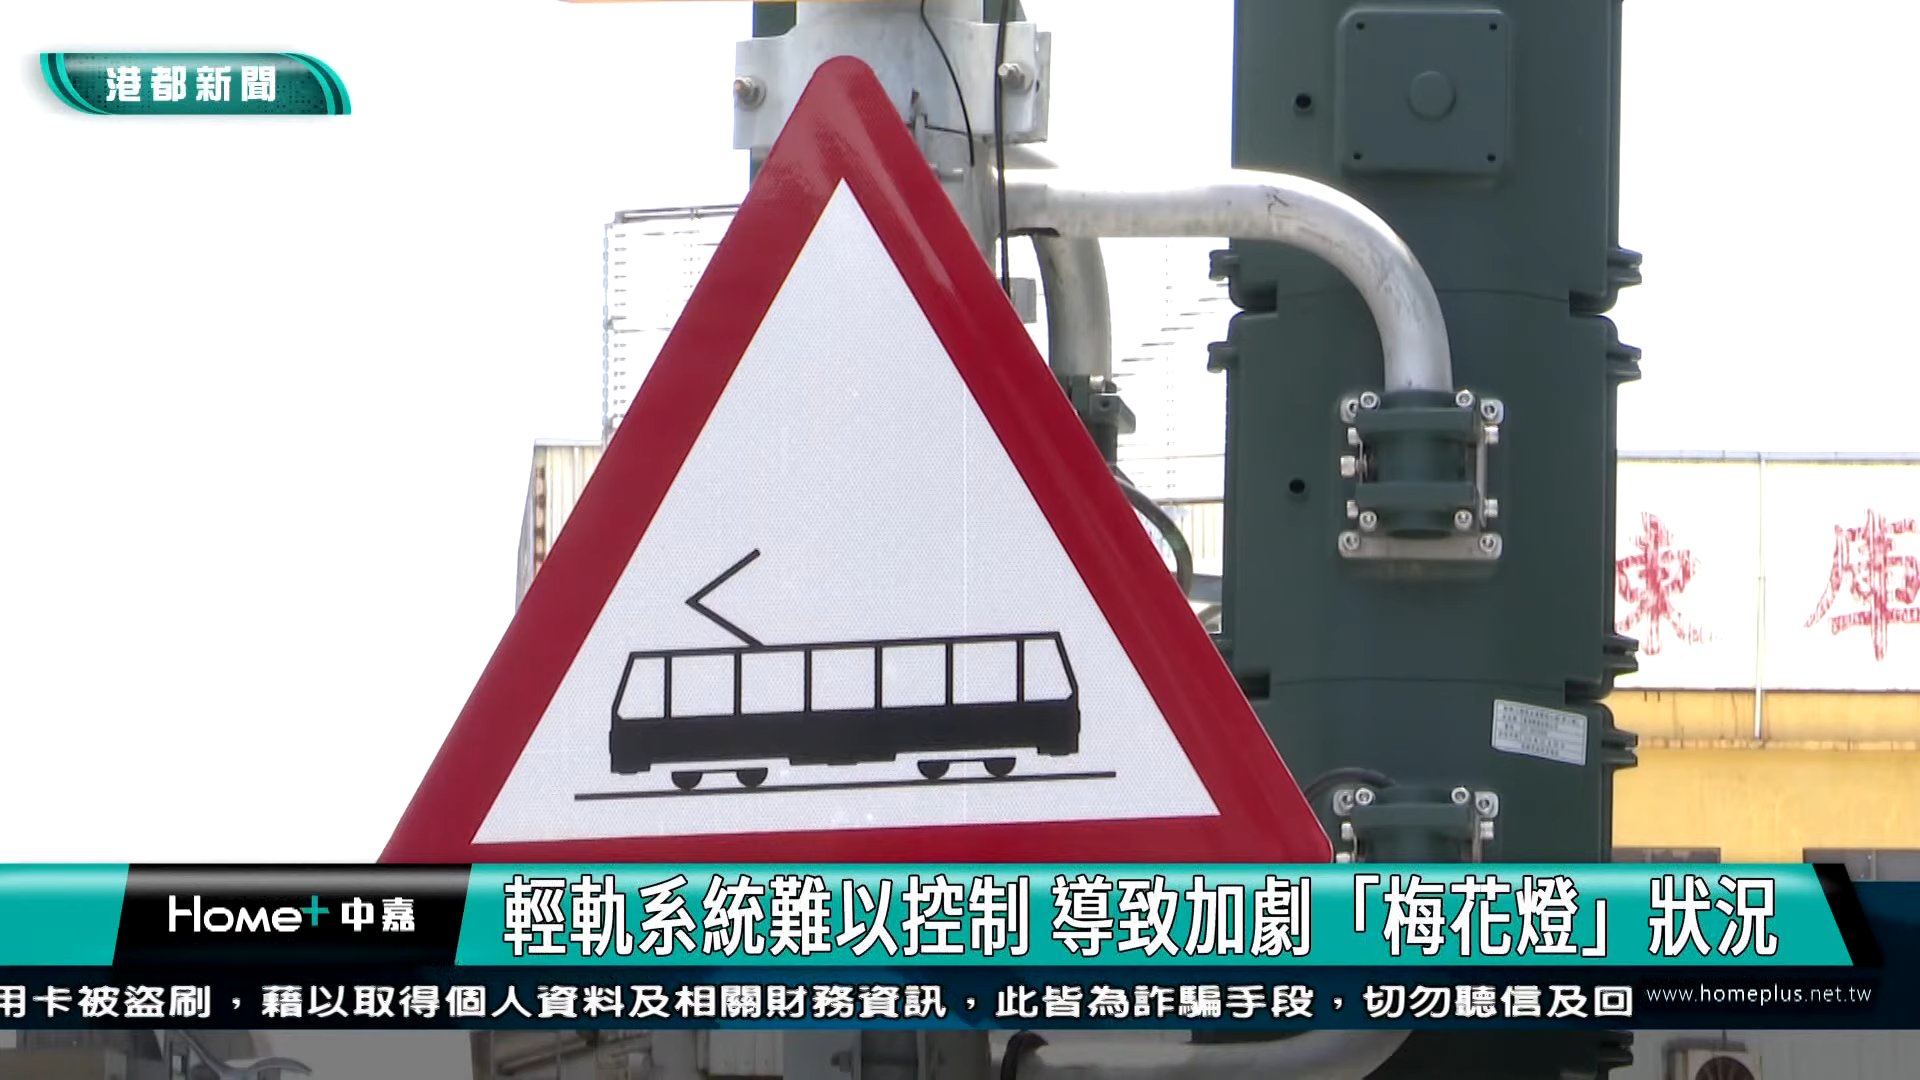 港都新聞
東 庫
Home+中嘉
輕軌系統難以控制 導致加劇「梅花燈」狀況
用卡被盜刷，藉以取得個人資料及相關財務資訊，此皆為詐騙手段，切勿聽信及回
www.homeplus.net.tw